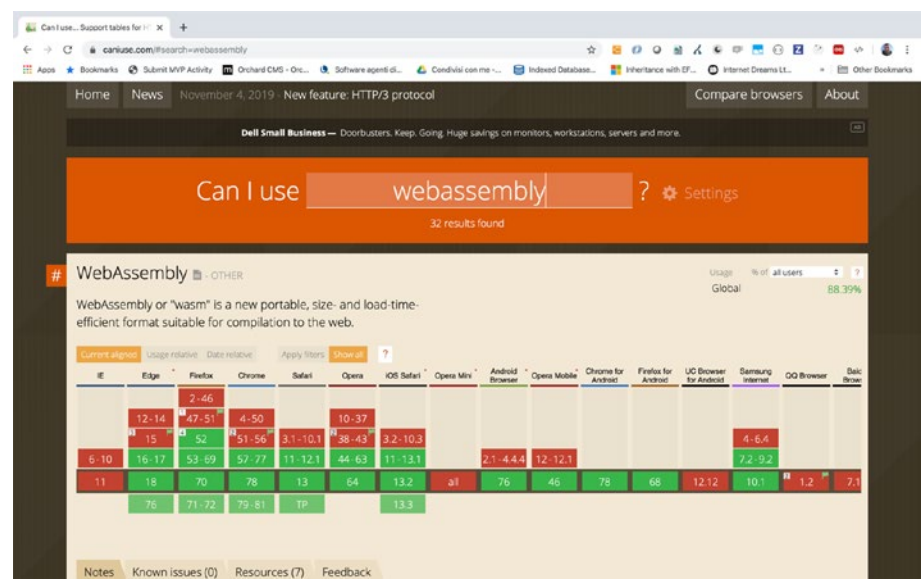 Can I use... Support tables for H
caniuse.com/#search=webassembly
Apps Bookmarks Submit MVP Activity Orchard CMS - Orc... Software agenti di... Condivisi con me -... Indexed Database... Inheritance with EF... Internet Dreams Lt... » Other Bookmarks
Home News November 4, 2019 - New feature: HTTP/3 protocol Compare browsers About
Dell Small Business — Doorbusters. Keep. Going. Huge savings on monitors, workstations, servers and more.
Can I use webassembly ? Settings
32 results found
# WebAssembly - OTHER
Usage % of all users ?
Global 88.39%
WebAssembly or "wasm" is a new portable, size- and load-time-
efficient format suitable for compilation to the web.
Current aligned Usage relative Date relative Apply filters Show all ?
IE Edge * Firefox Chrome Safari Opera iOS Safari * Opera Mini * Android Browser * Opera Mobile * Chrome for Android Firefox for Android UC Browser for Android Samsung Internet QQ Browser
2-46
12-14 47-51 4-50 10-37
15 52 51-56 3.1-10.1 38-43 3.2-10.3 4-6.4
6-10 16-17 53-69 57-77 11-12.1 44-63 11-13.1 2.1-4.4.4 12-12.1 7.2-9.2
11 18 70 78 13 64 13.2 all 76 46 78 68 12.12 10.1 1.2 7.1
76 71-72 79-81 TP 13.3
Notes Known issues (0) Resources (7) Feedback